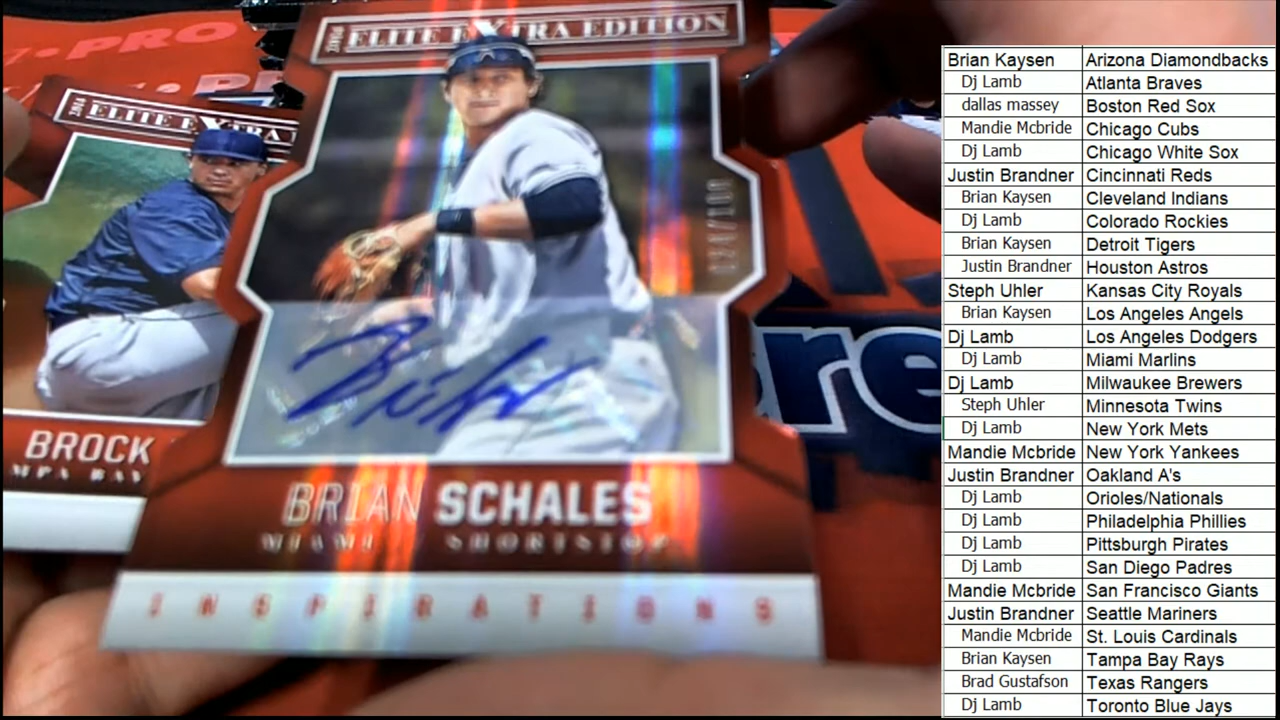 PRO
ELITE EXTRA EDITION
ELITE EXTRA
/100
BROCK
MPA BAY
BRIAN SCHALES
MIAMI SHORTSTOP
INSPIRATIONS
re
Brian Kaysen Arizona Diamondbacks
Dj Lamb Atlanta Braves
dallas massey Boston Red Sox
Mandie Mcbride Chicago Cubs
Dj Lamb Chicago White Sox
Justin Brandner Cincinnati Reds
Brian Kaysen Cleveland Indians
Dj Lamb Colorado Rockies
Brian Kaysen Detroit Tigers
Justin Brandner Houston Astros
Steph Uhler Kansas City Royals
Brian Kaysen Los Angeles Angels
Dj Lamb Los Angeles Dodgers
Dj Lamb Miami Marlins
Dj Lamb Milwaukee Brewers
Steph Uhler Minnesota Twins
Dj Lamb New York Mets
Mandie Mcbride New York Yankees
Justin Brandner Oakland A's
Dj Lamb Orioles/Nationals
Dj Lamb Philadelphia Phillies
Dj Lamb Pittsburgh Pirates
Dj Lamb San Diego Padres
Mandie Mcbride San Francisco Giants
Justin Brandner Seattle Mariners
Mandie Mcbride St. Louis Cardinals
Brian Kaysen Tampa Bay Rays
Brad Gustafson Texas Rangers
Dj Lamb Toronto Blue Jays